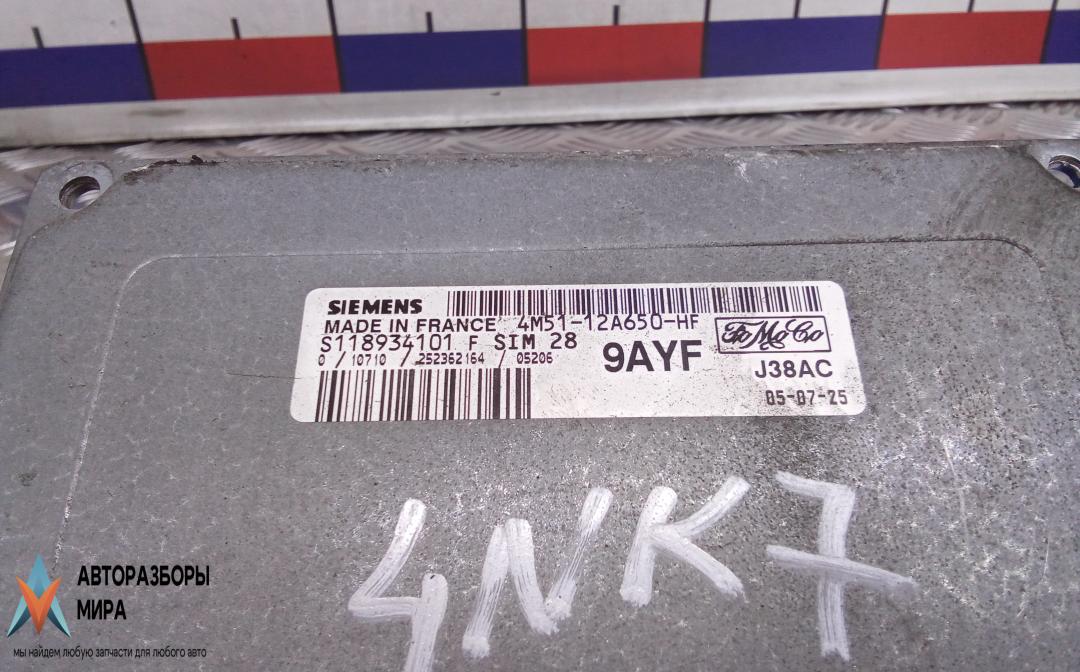 SIEMENS
MADE IN FRANCE 4M51-12A650-HF
S118934101 F SIM 28
0 / 10710 / 252362164 / 05206
9AYF
FoMoCo
J38AC
05-07-25
4NK7
АВТОРАЗБОРЫ
МИРА
мы найдем любую запчасти для любого авто